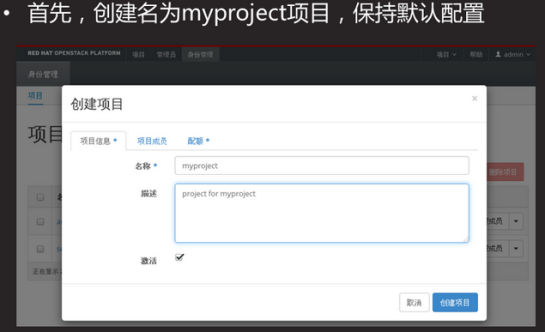 • 首先，创建名为myproject项目，保持默认配置
RED HAT OPENSTACK PLATFORM 项目 管理员 身份管理 项目 帮助 admin
身份管理
项目
项目
创建项目 ×
项目信息 * 项目成员 配额 *
名称 * myproject
描述 project for myproject
激活
删除项目
成员
成员
正在显示
取消 创建项目